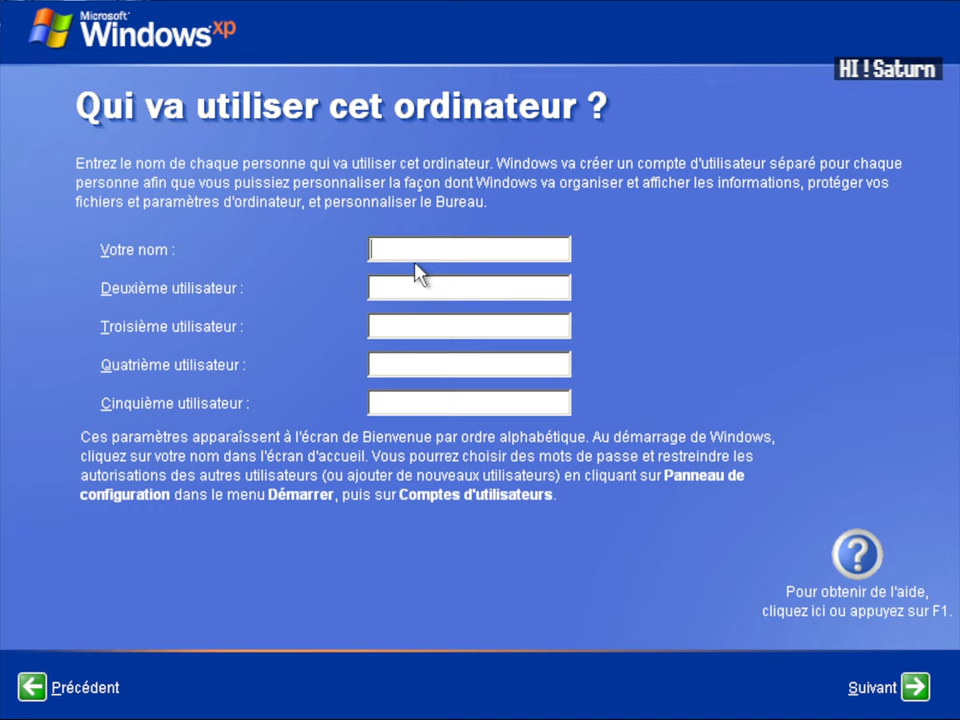 Microsoft®
Windows xp
HI ! Saturn
Qui va utiliser cet ordinateur ?
Entrez le nom de chaque personne qui va utiliser cet ordinateur. Windows va créer un compte d'utilisateur séparé pour chaque
personne afin que vous puissiez personnaliser la façon dont Windows va organiser et afficher les informations, protéger vos
fichiers et paramètres d'ordinateur, et personnaliser le Bureau.
Votre nom :
Deuxième utilisateur :
Troisième utilisateur :
Quatrième utilisateur :
Cinquième utilisateur :
Ces paramètres apparaîssent à l'écran de Bienvenue par ordre alphabétique. Au démarrage de Windows,
cliquez sur votre nom dans l'écran d'accueil. Vous pourrez choisir des mots de passe et restreindre les
autorisations des autres utilisateurs (ou ajouter de nouveaux utilisateurs) en cliquant sur Panneau de
configuration dans le menu Démarrer, puis sur Comptes d'utilisateurs.
Pour obtenir de l'aide,
cliquez ici ou appuyez sur F1.
Précédent
Suivant